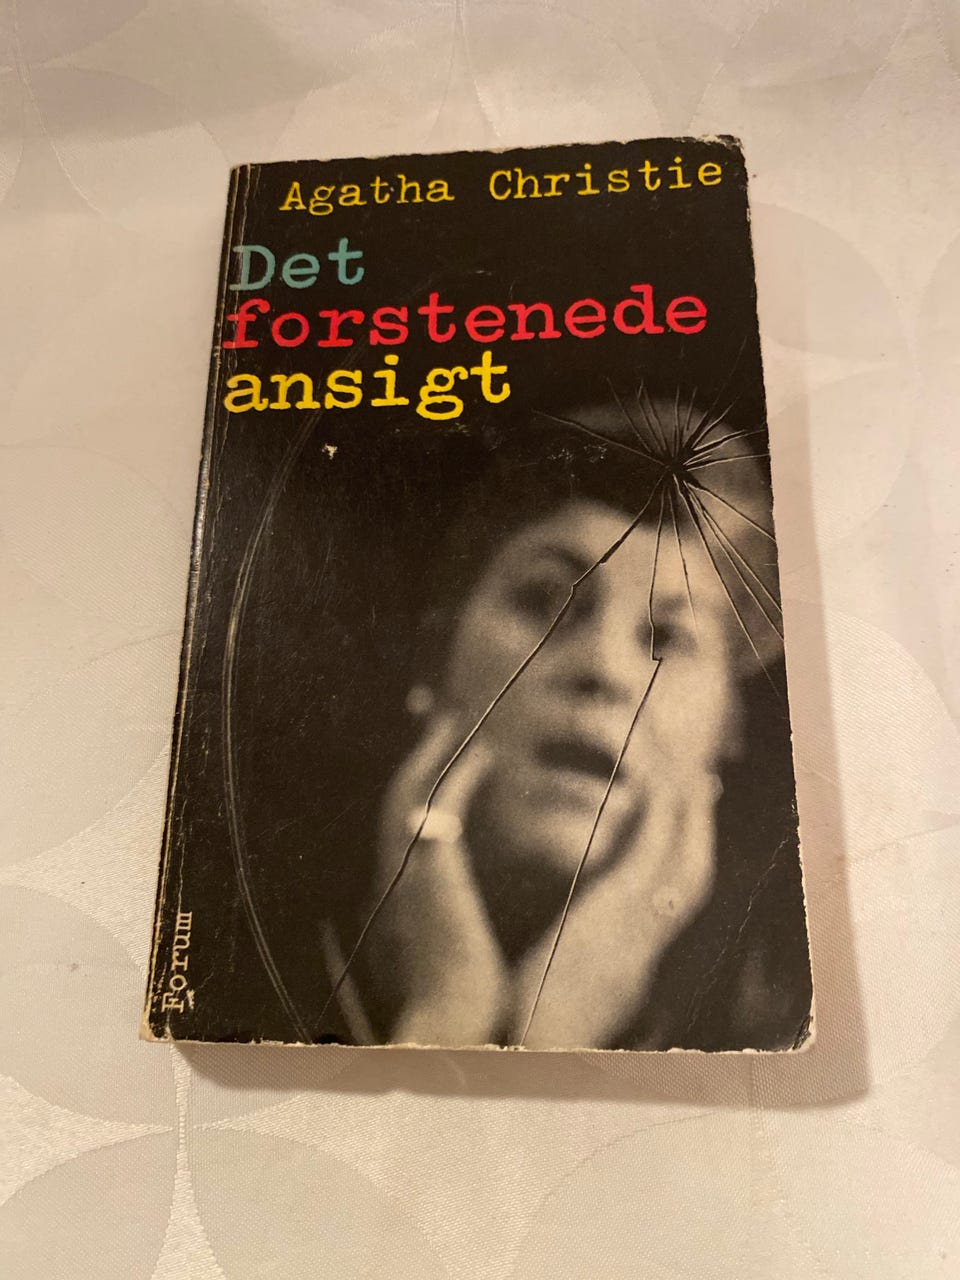 Agatha Christie
Det
forstenede
ansigt
Forum